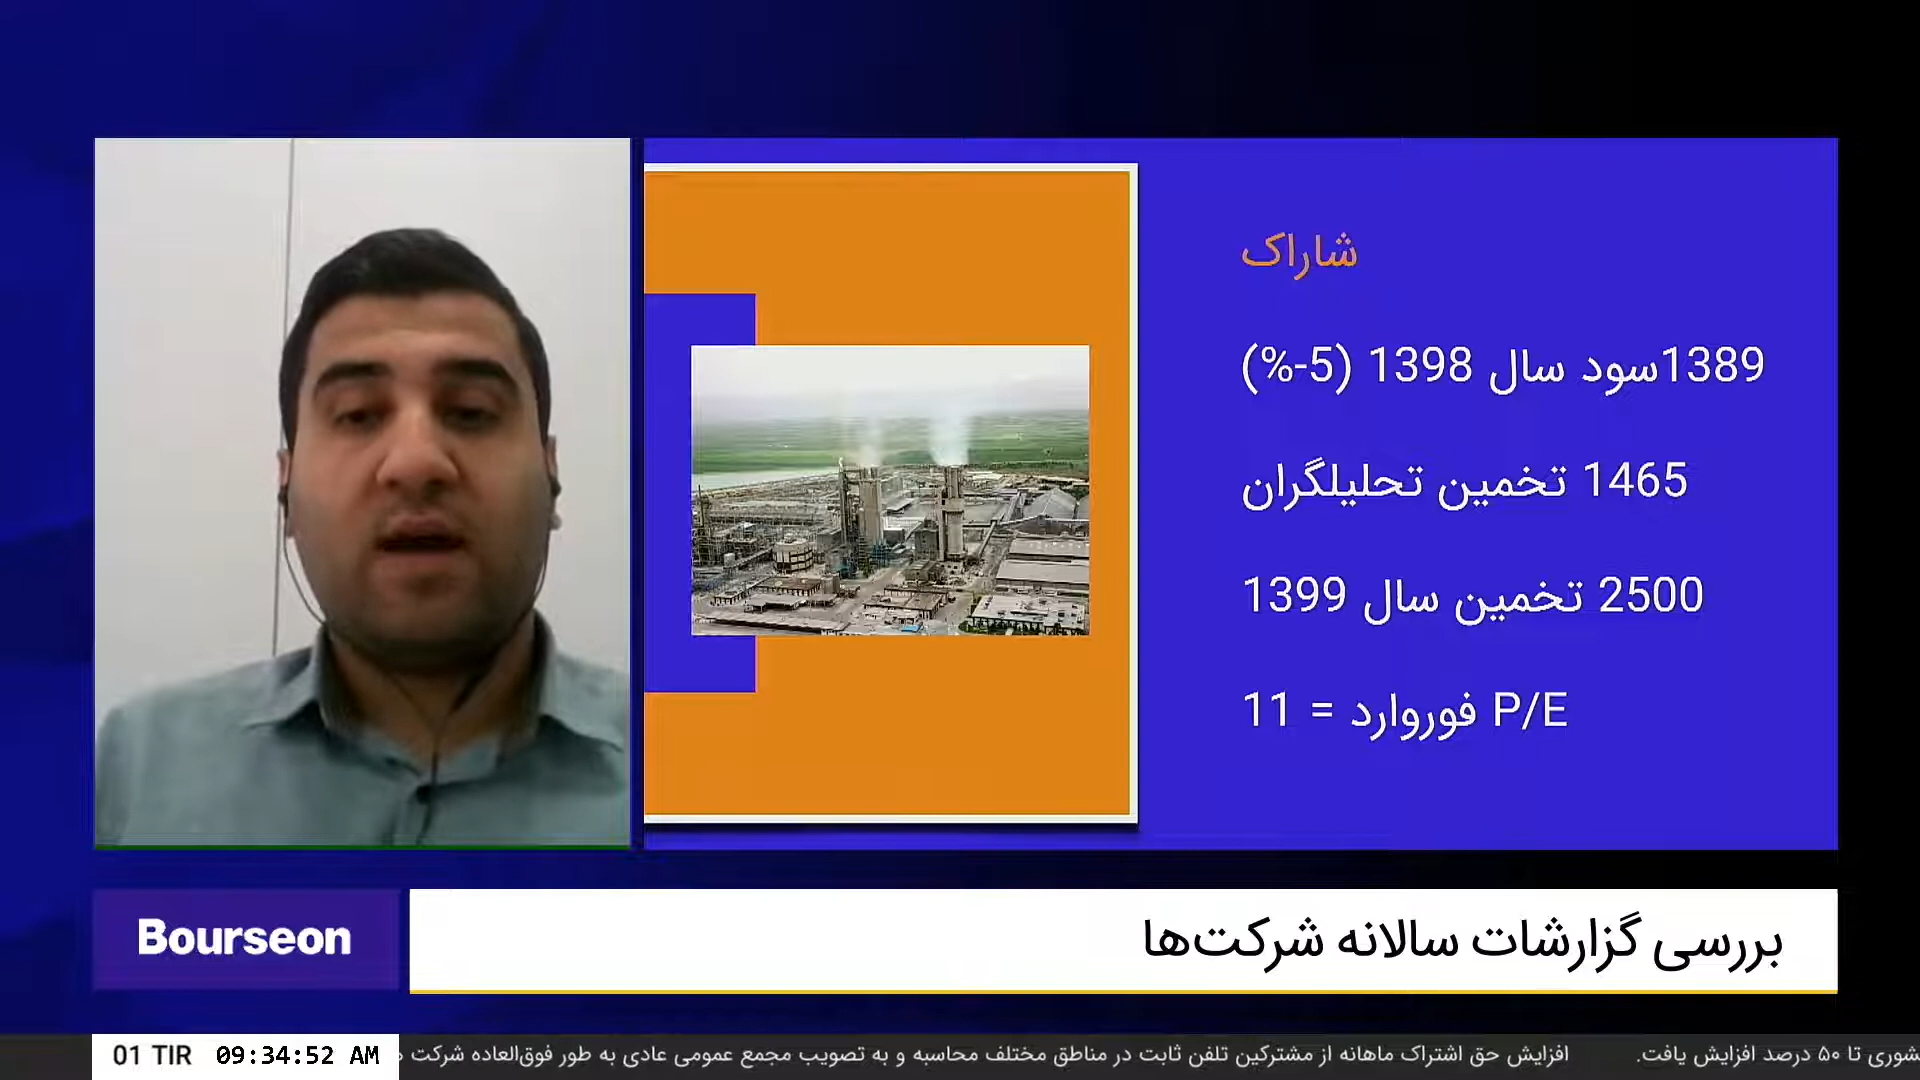 شاراک
1389سود سال 1398 (5-%)
1465 تخمین تحلیلگران
2500 تخمین سال 1399
P/E فوروارد = 11
Bourseon
بررسی گزارشات سالانه شرکت‌ها
01 TIR 09:34:52 AM
تا ۵۰ درصد افزایش یافت. افزایش حق اشتراک ماهانه از مشترکین تلفن ثابت در مناطق مختلف محاسبه و به تصویب مجمع عمومی عادی به طور فوق‌العاده شرکت